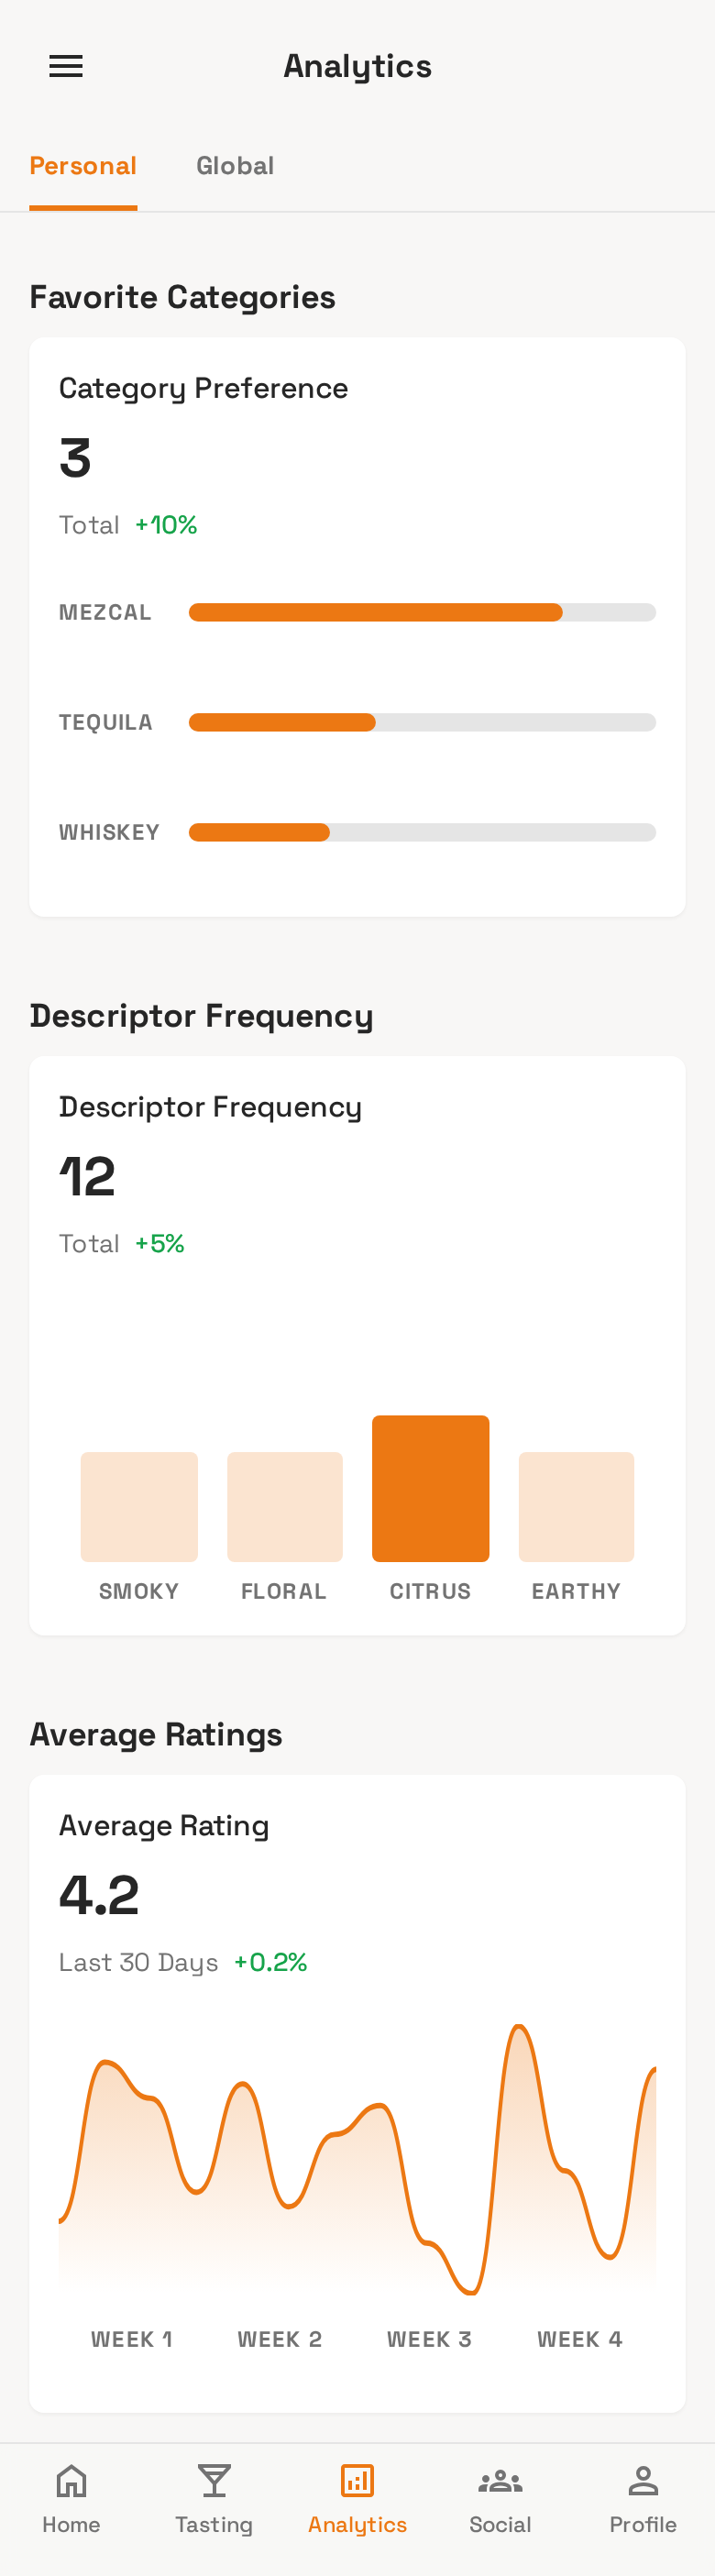 Analytics
Personal Global
Favorite Categories
Category Preference
3
Total +10%
MEZCAL
TEQUILA
WHISKEY
Descriptor Frequency
Descriptor Frequency
12
Total +5%
SMOKY FLORAL CITRUS EARTHY
Average Ratings
Average Rating
4.2
Last 30 Days +0.2%
WEEK 1 WEEK 2 WEEK 3 WEEK 4
Home Tasting Analytics Social Profile